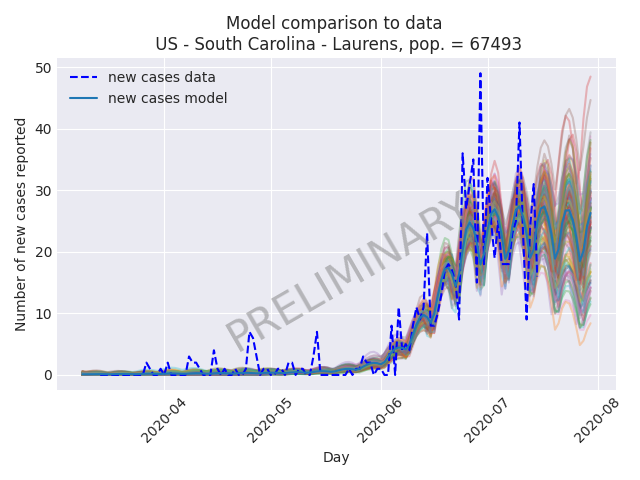 Model comparison to data
US - South Carolina - Laurens, pop. = 67493
new cases data
new cases model
PRELIMINARY
Number of new cases reported
50
40
30
20
10
0
2020-04
2020-05
2020-06
2020-07
2020-08
Day